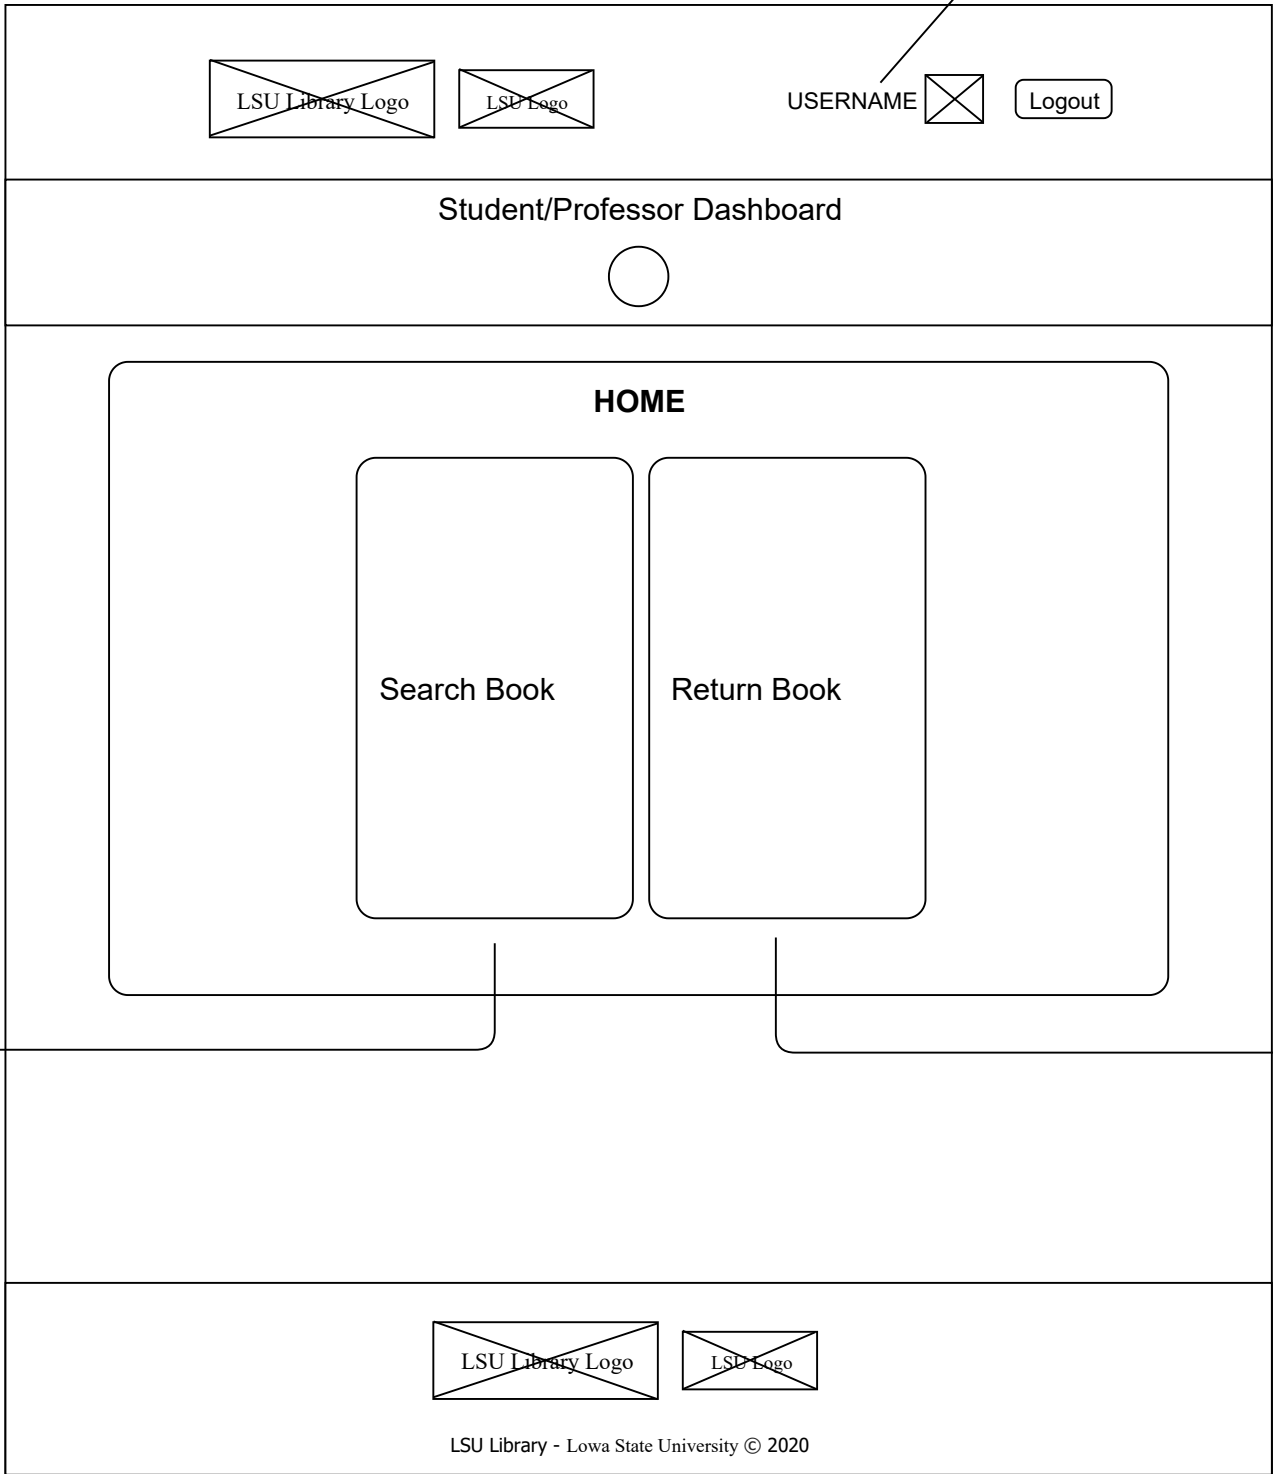 LSU Library Logo LSU Logo USERNAME Logout
Student/Professor Dashboard
HOME
Search Book Return Book
LSU Library Logo LSU Logo
LSU Library - Lowa State University © 2020